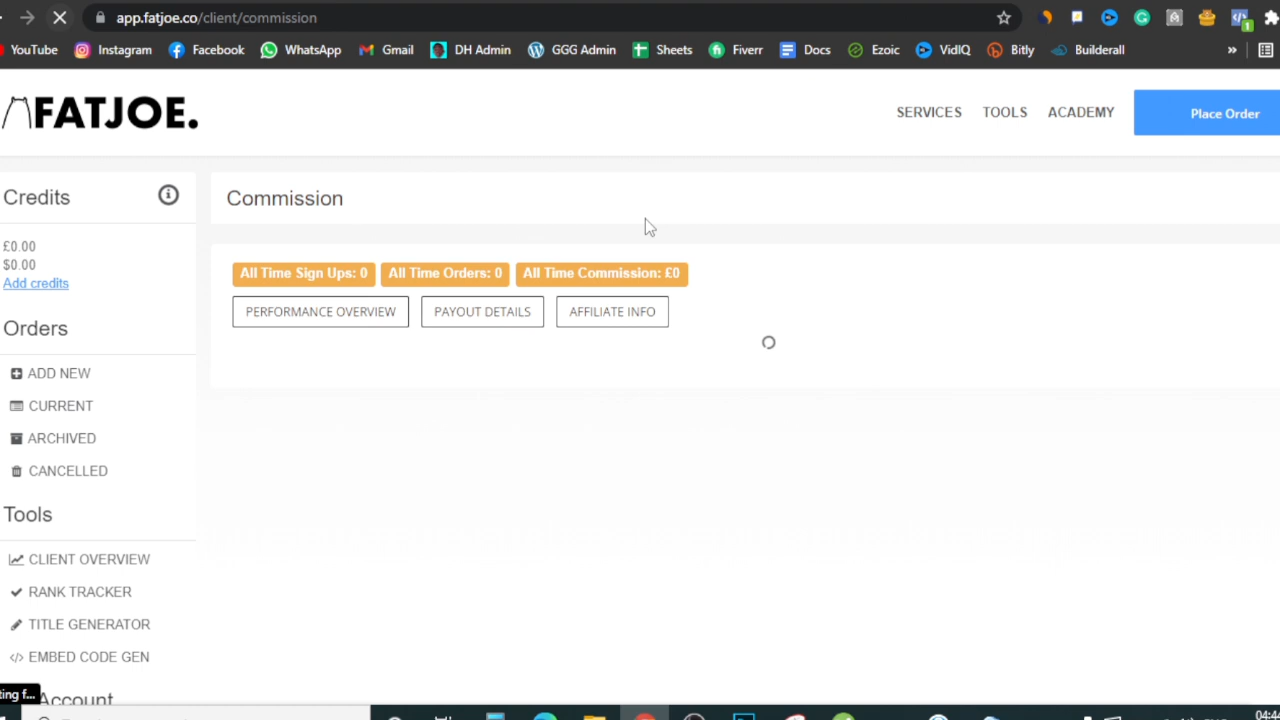 app.fatjoe.co/client/commission
YouTube Instagram Facebook WhatsApp Gmail DH Admin GGG Admin Sheets Fiverr Docs Ezoic VidIQ Bitly Builderall »
FATJOE.
SERVICES TOOLS ACADEMY Place Order
Credits
Commission
£0.00
$0.00
Add credits
All Time Sign Ups: 0 All Time Orders: 0 All Time Commission: £0
PERFORMANCE OVERVIEW PAYOUT DETAILS AFFILIATE INFO
Orders
ADD NEW
CURRENT
ARCHIVED
CANCELLED
Tools
CLIENT OVERVIEW
RANK TRACKER
TITLE GENERATOR
EMBED CODE GEN
Account